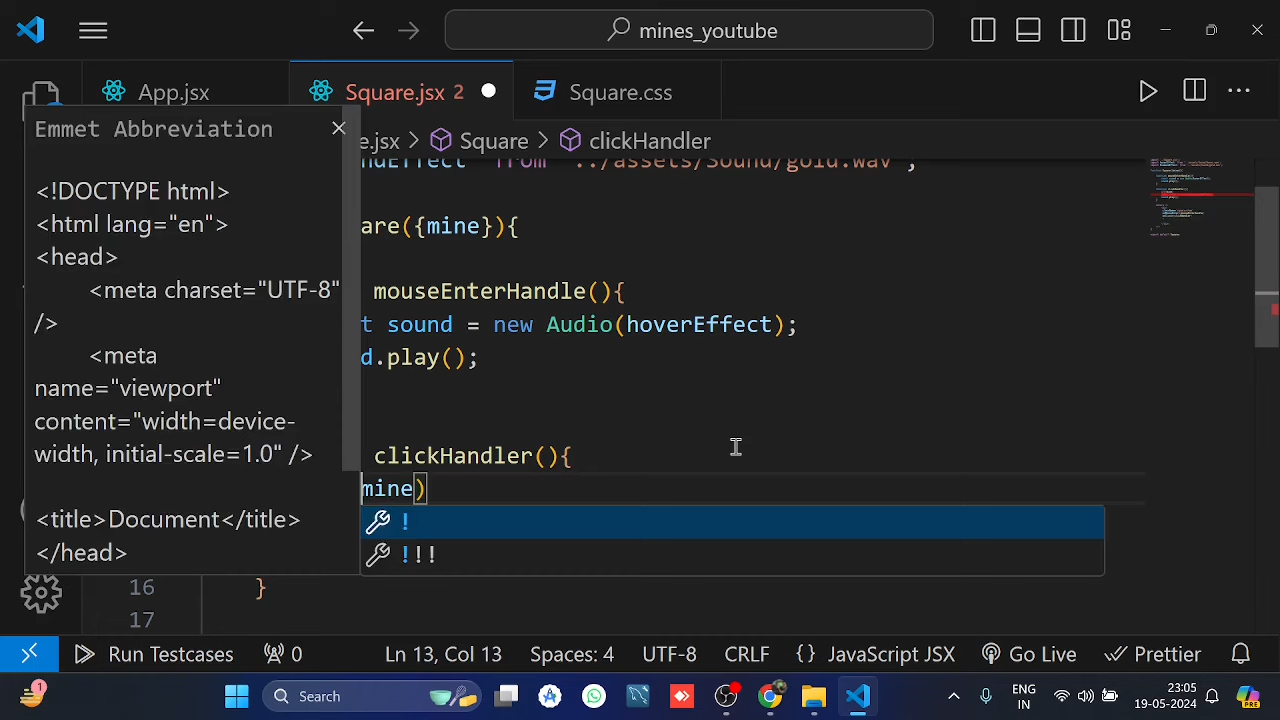 mines_youtube
App.jsx
Square.jsx 2
Square.css
e.jsx > Square > clickHandler
Emmet Abbreviation
<!DOCTYPE html>
<html lang="en">
<head>
<meta charset="UTF-8"
/>
<meta
name="viewport"
content="width=device-
width, initial-scale=1.0" />
<title>Document</title>
</head>
ndEffect from "../assets/Sound/gold.wav";
are({mine}){
mouseEnterHandle(){
t sound = new Audio(hoverEffect);
d.play();
clickHandler(){
mine)
!
!!!
16 }
17
Run Testcases 0 Ln 13, Col 13 Spaces: 4 UTF-8 CRLF {} JavaScript JSX Go Live Prettier
1 Search ENG IN 23:05 19-05-2024